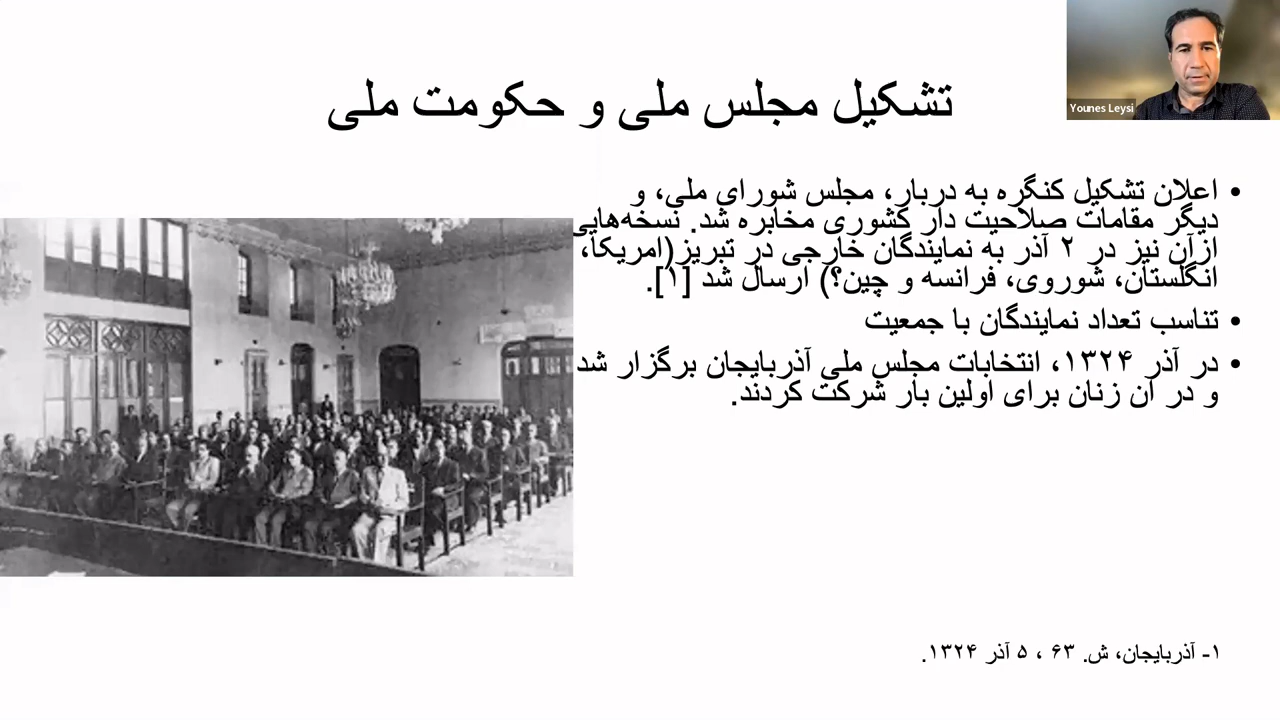 تشکیل مجلس ملی و حکومت ملی
Younes Leysi
• اعلان تشکیل کنگره به دربار، مجلس شورای ملی، و
دیگر مقامات صلاحیت دار کشوری مخابره شد. نسخه‌هایی
ازآن نیز در ۲ آذر به نمایندگان خارجی در تبریز(امریکا،
انگلستان، شوروی، فرانسه و چین؟) ارسال شد [۱].
• تناسب تعداد نمایندگان با جمعیت
• در آذر ۱۳۲۴، انتخابات مجلس ملی آذربایجان برگزار شد
و در آن زنان برای اولین بار شرکت کردند.
۱- آذربایجان، ش. ۶۳ ، ۵ آذر ۱۳۲۴.